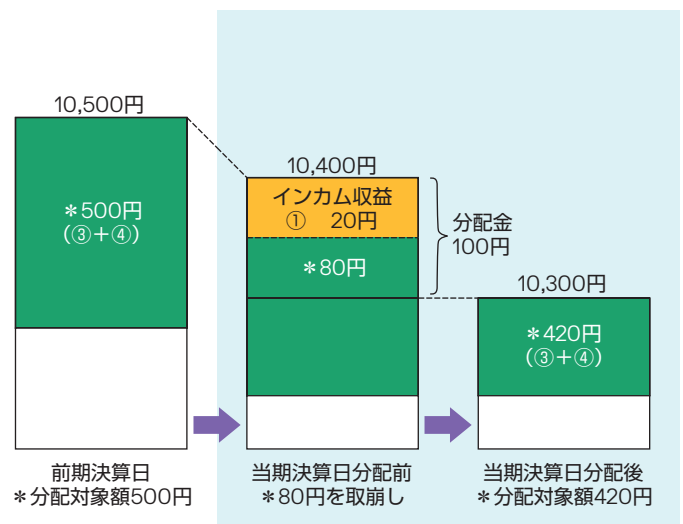 10,500円
＊500円
（③＋④）
前期決算日
＊分配対象額500円
10,400円
インカム収益
① 20円
＊80円
分配金
100円
当期決算日分配前
＊80円を取崩し
10,300円
＊420円
（③＋④）
当期決算日分配後
＊分配対象額420円